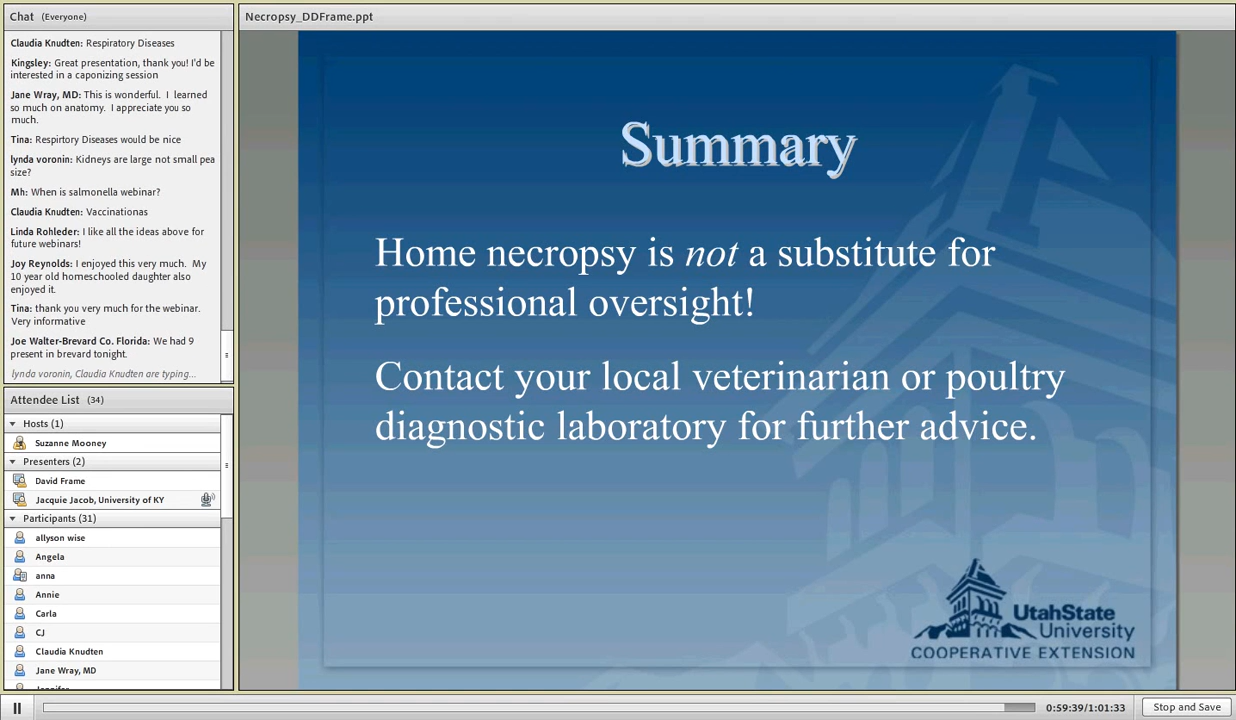 Chat (Everyone)
Claudia Knudten: Respiratory Diseases
Kingsley: Great presentation, thank you! I'd be
interested in a caponizing session
Jane Wray, MD: This is wonderful. I learned
so much on anatomy. I appreciate you so
much.
Tina: Respirtory Diseases would be nice
lynda voronin: Kidneys are large not small pea
size?
Mh: When is salmonella webinar?
Claudia Knudten: Vaccinationas
Linda Rohleder: I like all the ideas above for
future webinars!
Joy Reynolds: I enjoyed this very much. My
10 year old homeschooled daughter also
enjoyed it.
Tina: thank you very much for the webinar.
Very informative
Joe Walter-Brevard Co. Florida: We had 9
present in brevard tonight.
lynda voronin, Claudia Knudten are typing...
Attendee List (34)
Hosts (1)
Suzanne Mooney
Presenters (2)
David Frame
Jacquie Jacob, University of KY
Participants (31)
allyson wise
Angela
anna
Annie
Carla
CJ
Claudia Knudten
Jane Wray, MD
Necropsy_DDFrame.ppt
Summary
Home necropsy is not a substitute for
professional oversight!
Contact your local veterinarian or poultry
diagnostic laboratory for further advice.
UtahState
University
COOPERATIVE EXTENSION
0:59:39/1:01:33
Stop and Save